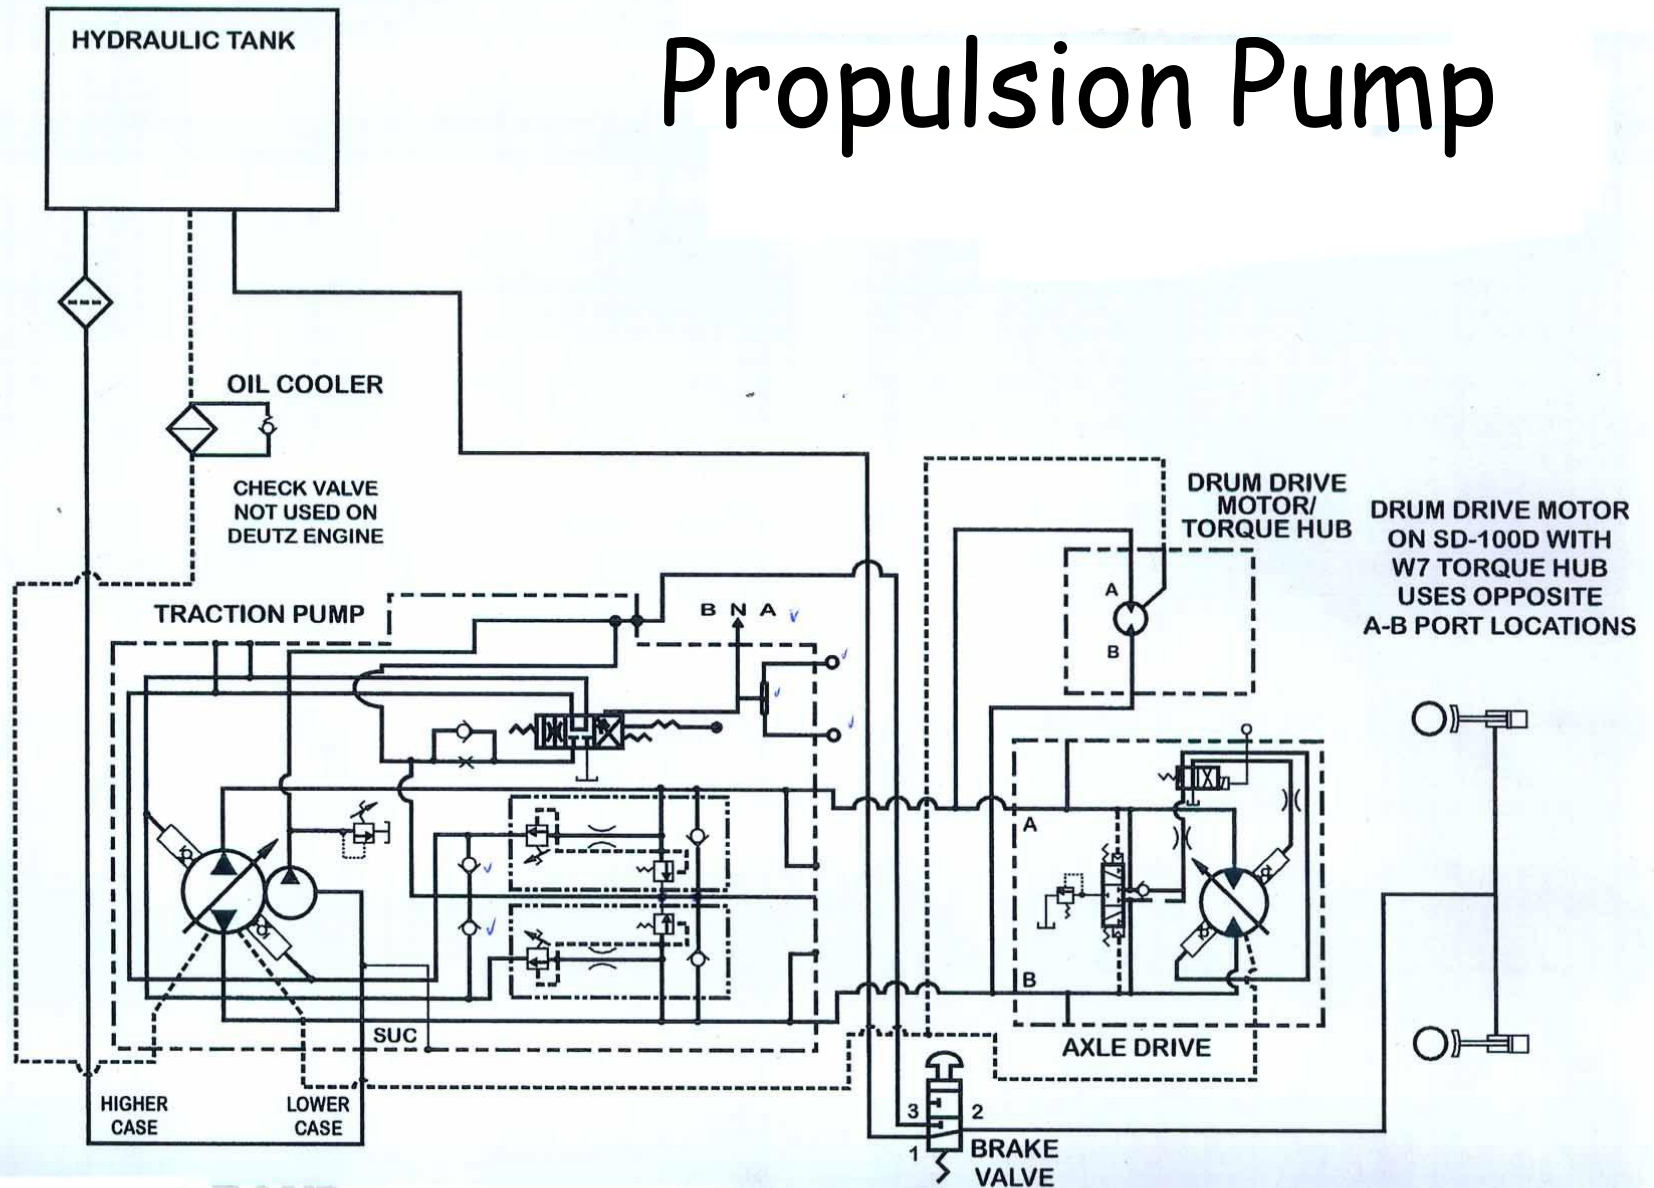 Propulsion Pump
HYDRAULIC TANK
OIL COOLER
CHECK VALVE
NOT USED ON
DEUTZ ENGINE
DRUM DRIVE
MOTOR/
TORQUE HUB
DRUM DRIVE MOTOR
ON SD-100D WITH
W7 TORQUE HUB
USES OPPOSITE
A-B PORT LOCATIONS
TRACTION PUMP
B N A
A
B
A
B
SUC
AXLE DRIVE
HIGHER
CASE
LOWER
CASE
3
2
1
BRAKE
VALVE